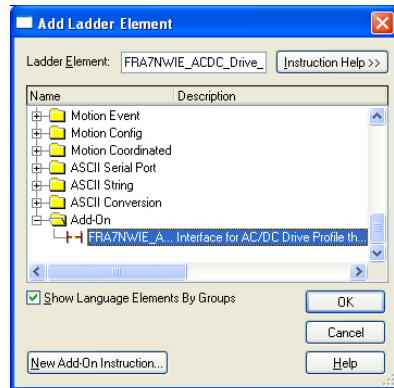 Add Ladder Element
Ladder Element: FRA7NWIE_ACDC_Drive_ Instruction Help >>
Name Description
Motion Event
Motion Config
Motion Coordinated
ASCII Serial Port
ASCII String
ASCII Conversion
Add-On
FRA7NWIE_A... Interface for AC/DC Drive Profile th...
Show Language Elements By Groups
OK
Cancel
New Add-On Instruction...
Help